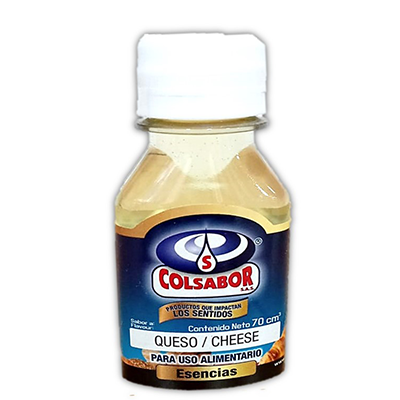 S
®
COLSABOR
S.A.S.
PRODUCTOS QUE IMPACTAN
LOS SENTIDOS
Sabor a:
Flavour:
Contenido Neto 70 cm³
QUESO / CHEESE
PARA USO ALIMENTARIO
Esencias